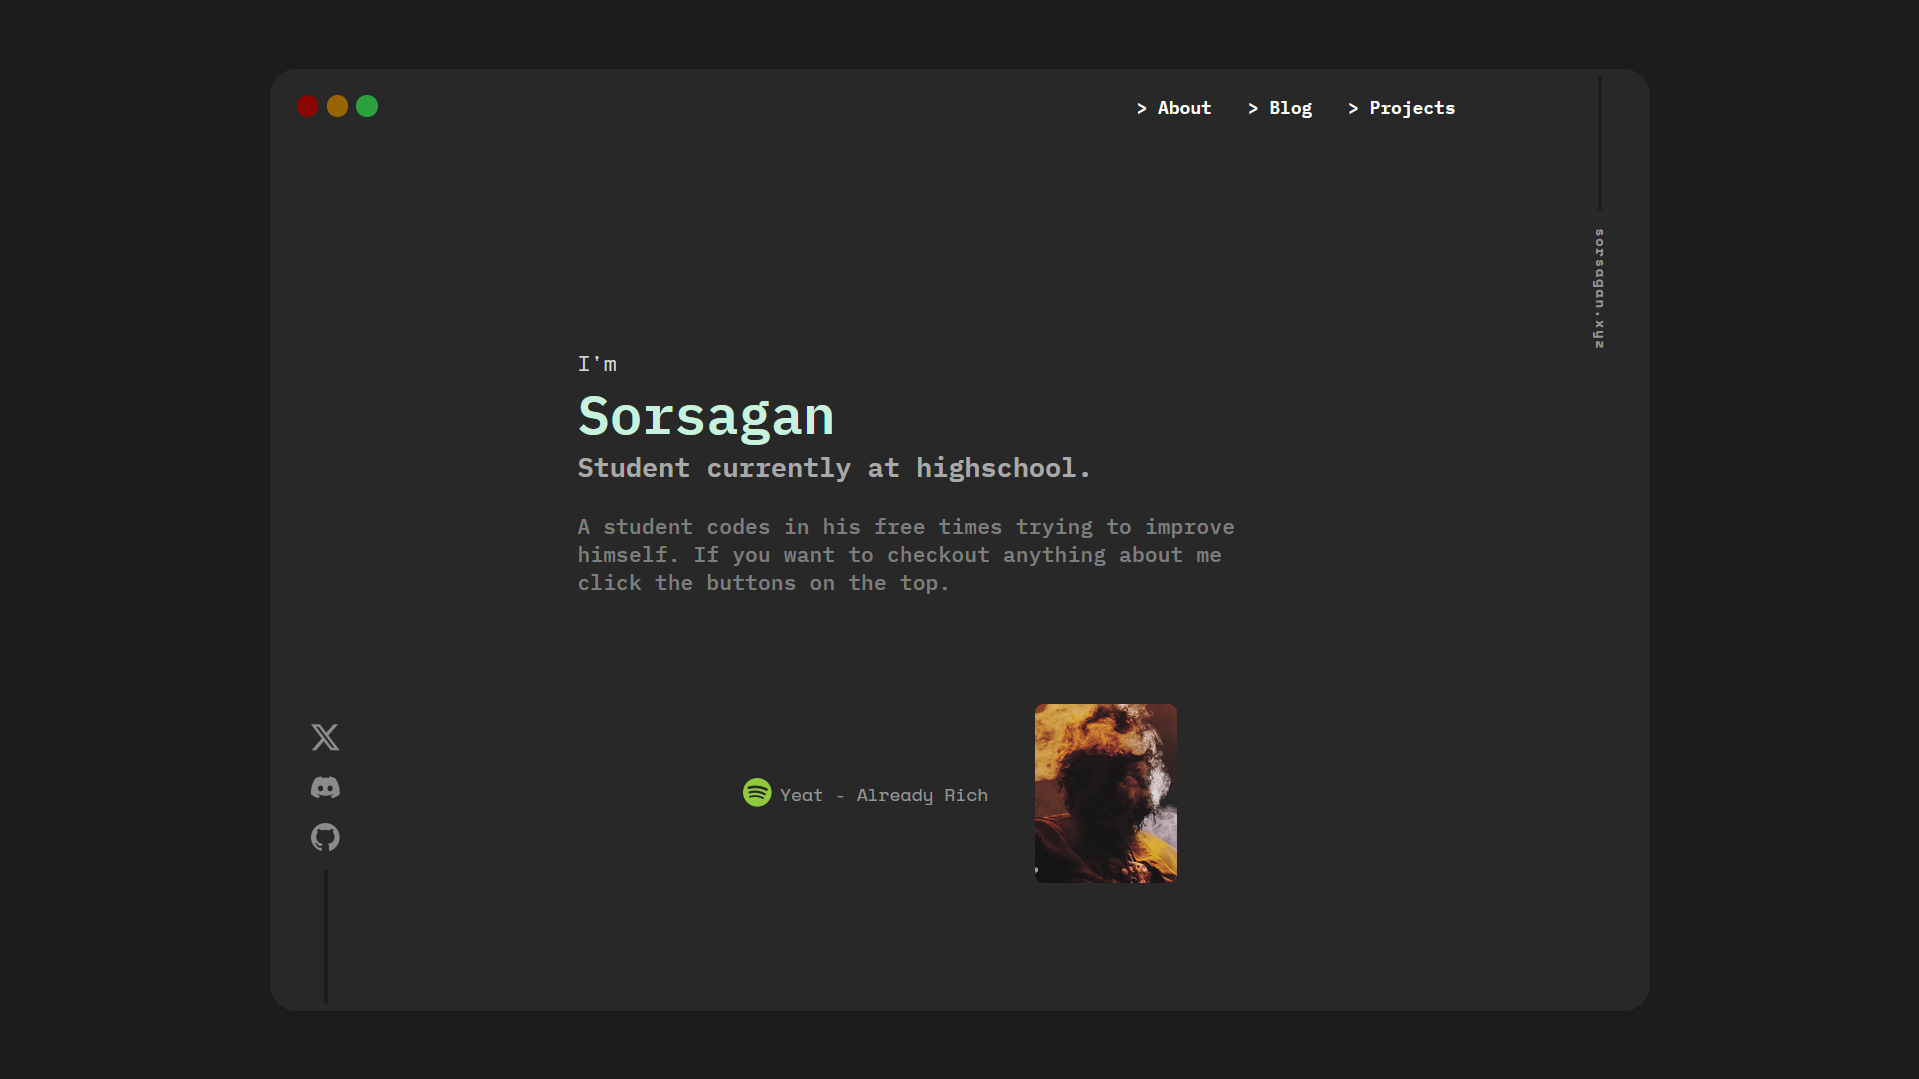 > About > Blog > Projects
sorsagan.xyz
I'm
Sorsagan
Student currently at highschool.
A student codes in his free times trying to improve
himself. If you want to checkout anything about me
click the buttons on the top.
Yeat - Already Rich